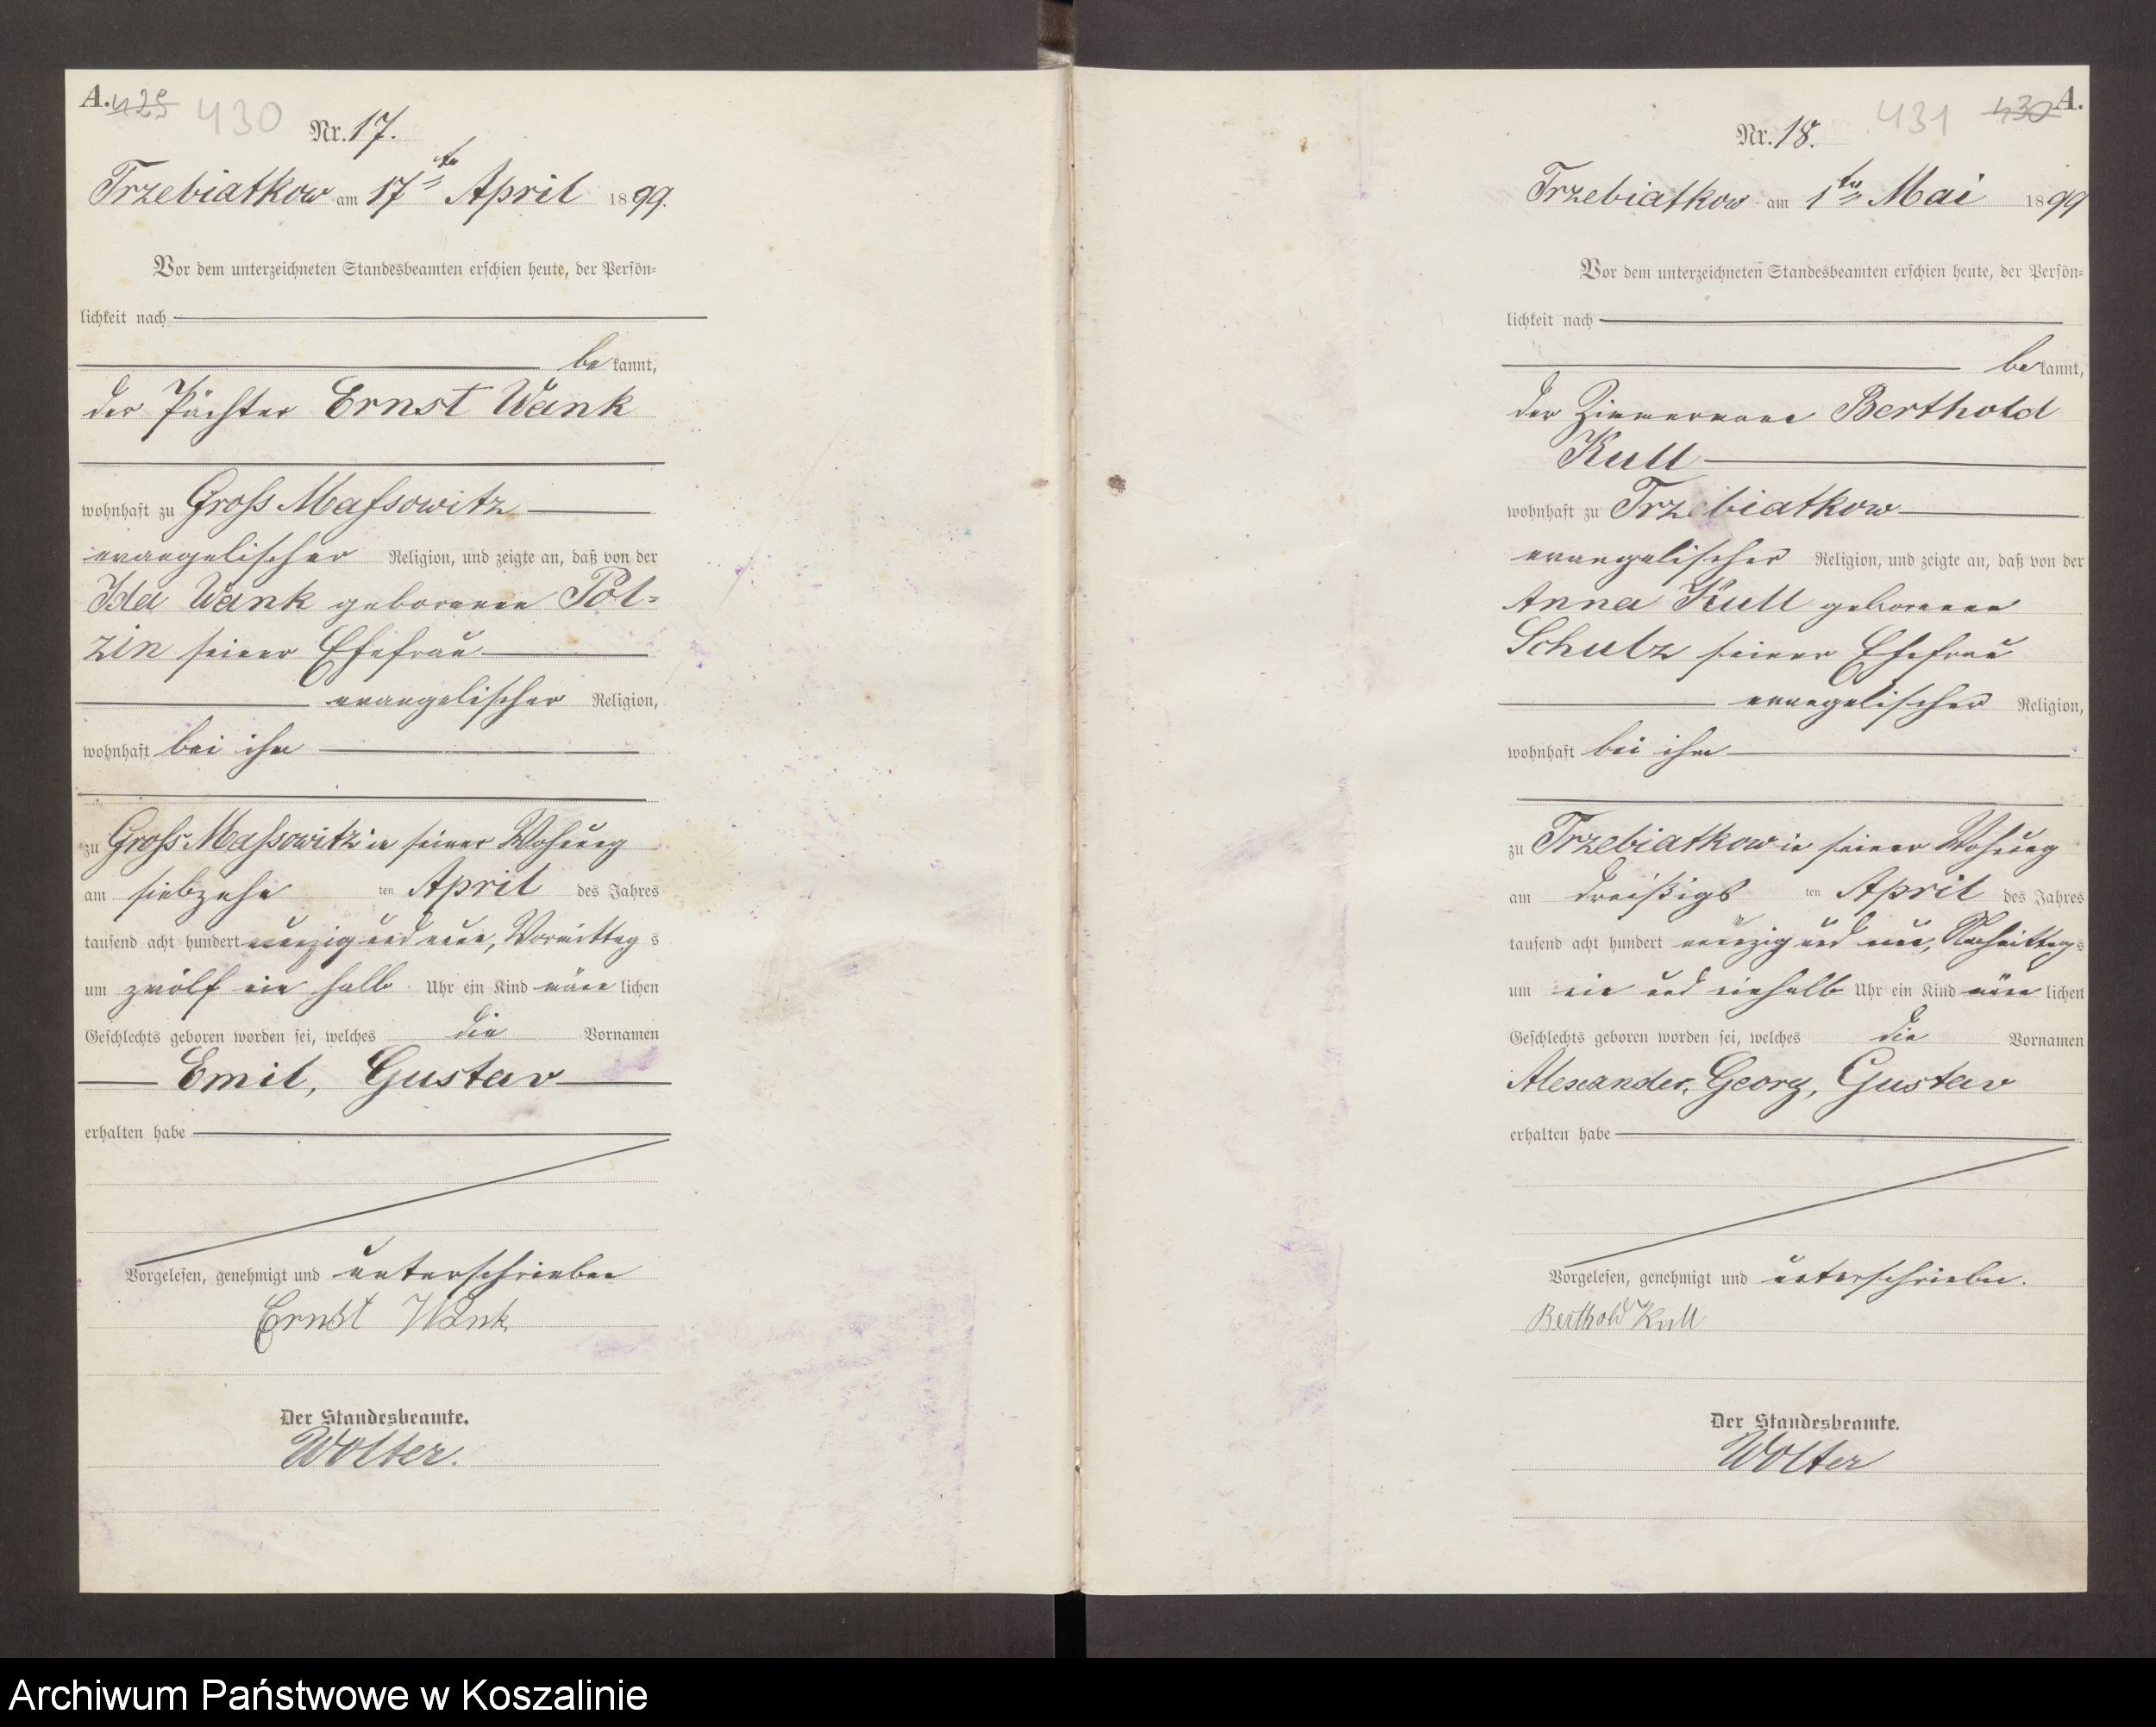 A. 429 430
Nr. 17.
Trzebiatkow am 17ten April 1899.
Vor dem unterzeichneten Standesbeamten erschien heute, der Persön-
lichkeit nach
bekannt,
der Pächter Ernst Wank
wohnhaft zu Gross Massowitz
evangelischer Religion, und zeigte an, daß von der
Ida Wank geborenen Pol-
zin seiner Ehefrau
evangelischer Religion,
wohnhaft bei ihm
zu Gross Massowitz in seiner Wohnung
am siebzehnten April des Jahres
tausend acht hundert neunzig und neun, Vormittags
um zwölf ein halb Uhr ein Kind männlichen
Geschlechts geboren worden sei, welches die Vornamen
Emil, Gustav
erhalten habe
Vorgelesen, genehmigt und unterschrieben
Ernst Wank
Der Standesbeamte.
Wolter.
431 430 A.
Nr. 18.
Trzebiatkow am 1ten Mai 1899
Vor dem unterzeichneten Standesbeamten erschien heute, der Persön-
lichkeit nach
bekannt,
der Zimmermann Berthold
Kull
wohnhaft zu Trzebiatkow
evangelischer Religion, und zeigte an, daß von der
Anna Kull geborenen
Schulz seiner Ehefrau
evangelischer Religion,
wohnhaft bei ihm
zu Trzebiatkow in seiner Wohnung
am dreißigsten April des Jahres
tausend acht hundert neunzig und neun, Nachmittags
um ein und einhalb Uhr ein Kind männlichen
Geschlechts geboren worden sei, welches die Vornamen
Alexander, Georg, Gustav
erhalten habe
Vorgelesen, genehmigt und unterschrieben.
Berthold Kull
Der Standesbeamte.
Wolter
Archiwum Państwowe w Koszalinie